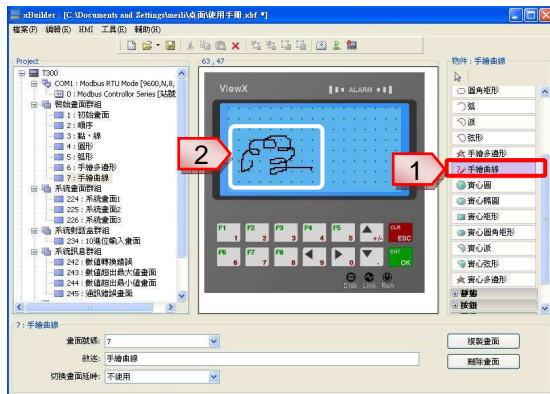 xBuilder : [C:\Documents and Settings\meili\桌面\使用手冊.xbf *]
檔案(F) 編輯(E) HMI 工具(E) 輔助(H)
Project
T300
COM1 : Modbus RTU Mode [9600,N,8,
0 : Modbus Controllor Series [站號
開始畫面群組
1 : 初始畫面
2 : 順序
3 : 點、線
4 : 圓形
5 : 弧形
6 : 手繪多邊形
7 : 手繪曲線
系統畫面群組
224 : 系統畫面1
225 : 系統畫面2
226 : 系統畫面3
系統對話盒群組
234 : 10進位輸入畫面
系統訊息群組
242 : 數值轉換錯誤
243 : 數值超出最大值畫面
244 : 數值超出最小值畫面
245 : 通訊錯誤畫面
63 , 47
ViewX
ALARM
2
1
F1 1 F2 2 F3 3 F4 4 F5 5 +/- CLR ESC
F6 6 F7 7 F8 8 9 0 . ENT OK
Disk Link Run
物件 : 手繪曲線
圓角矩形
弧
派
弦形
手繪多邊形
手繪曲線
實心圓
實心橢圓
實心矩形
實心圓角矩形
實心派
實心弦形
實心多邊形
靜態
按鈕
7 : 手繪曲線
畫面號碼: 7
敘述: 手繪曲線
切換畫面延時: 不使用
複製畫面
刪除畫面